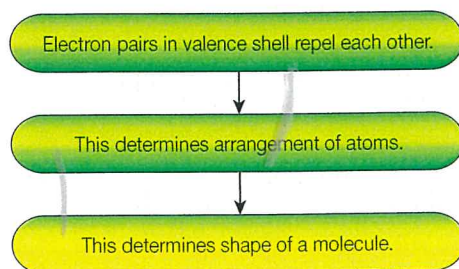 Electron pairs in valence shell repel each other.
This determines arrangement of atoms.
This determines shape of a molecule.